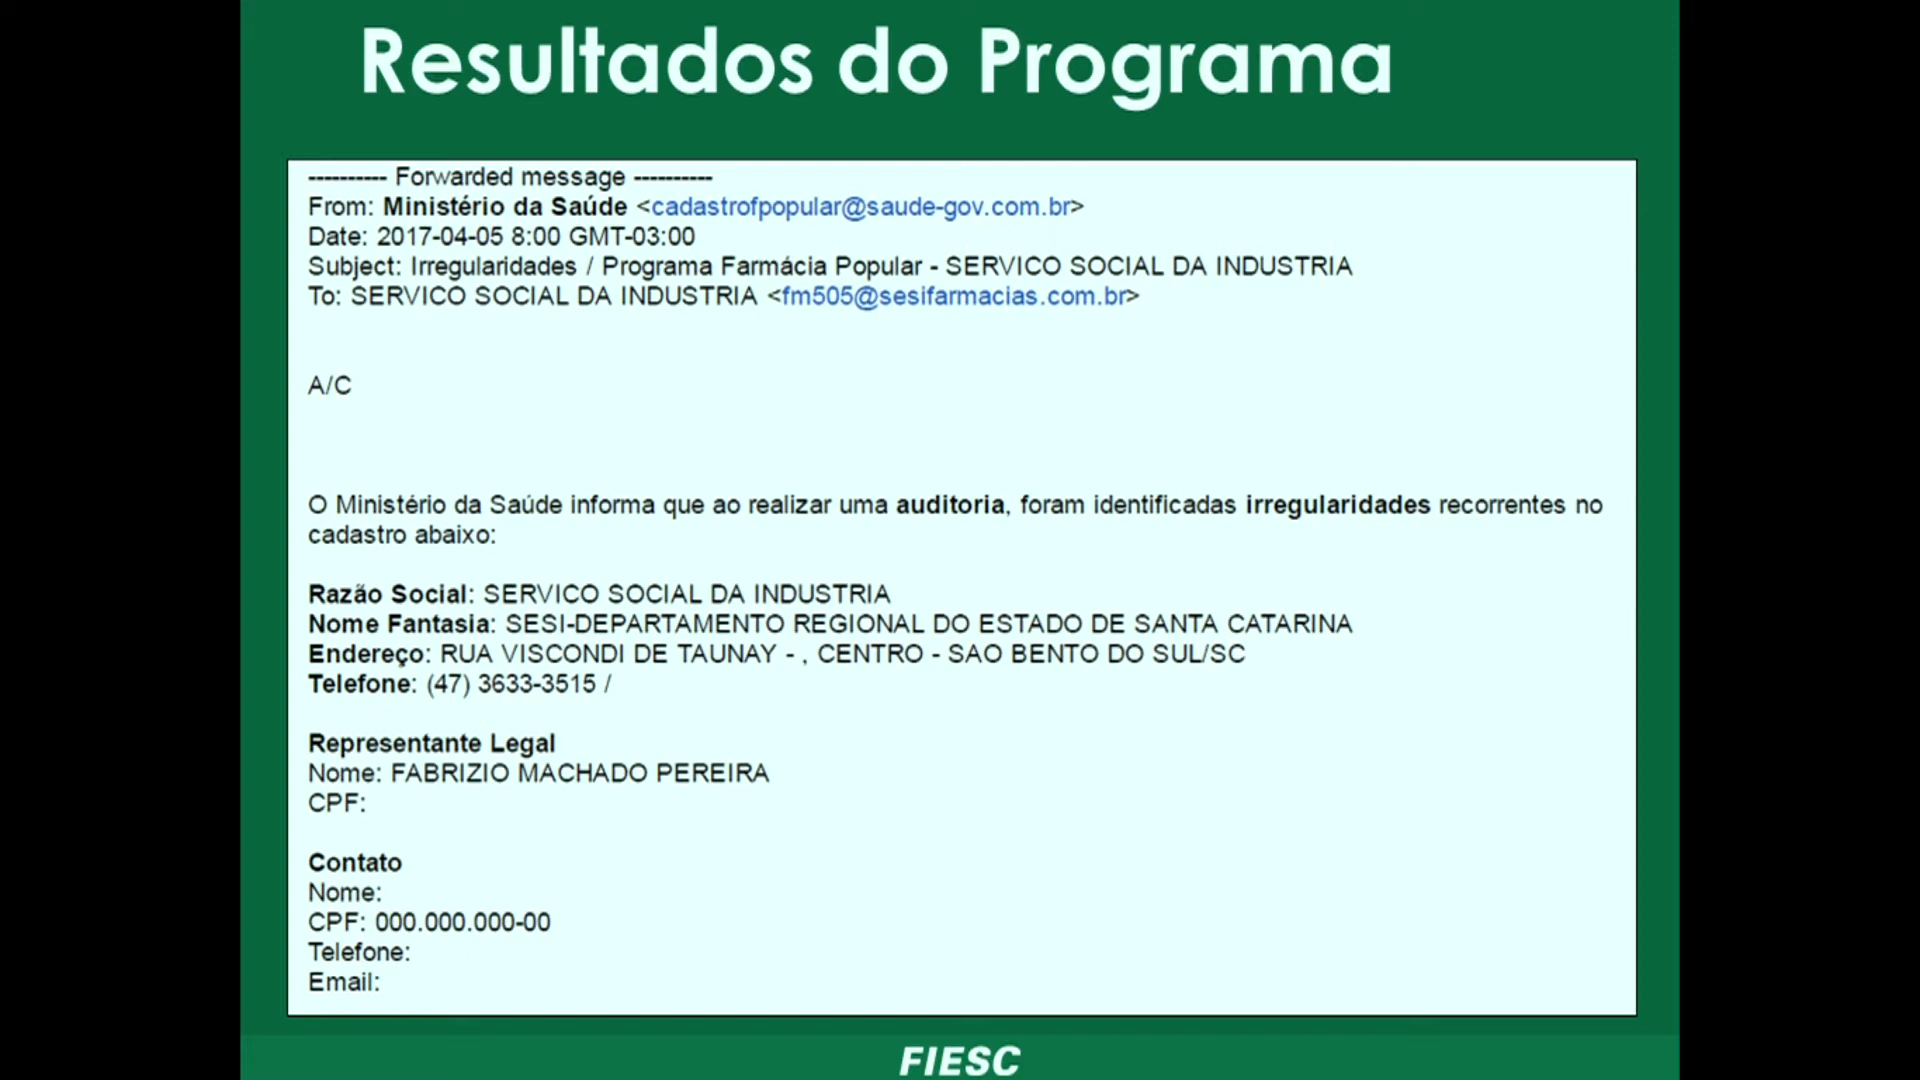 Resultados do Programa
---------- Forwarded message ----------
From: Ministério da Saúde <cadastrofpopular@saude-gov.com.br>
Date: 2017-04-05 8:00 GMT-03:00
Subject: Irregularidades / Programa Farmácia Popular - SERVICO SOCIAL DA INDUSTRIA
To: SERVICO SOCIAL DA INDUSTRIA <fm505@sesifarmacias.com.br>
A/C
O Ministério da Saúde informa que ao realizar uma auditoria, foram identificadas irregularidades recorrentes no
cadastro abaixo:
Razão Social: SERVICO SOCIAL DA INDUSTRIA
Nome Fantasia: SESI-DEPARTAMENTO REGIONAL DO ESTADO DE SANTA CATARINA
Endereço: RUA VISCONDI DE TAUNAY - , CENTRO - SAO BENTO DO SUL/SC
Telefone: (47) 3633-3515 /
Representante Legal
Nome: FABRIZIO MACHADO PEREIRA
CPF:
Contato
Nome:
CPF: 000.000.000-00
Telefone:
Email:
FIESC